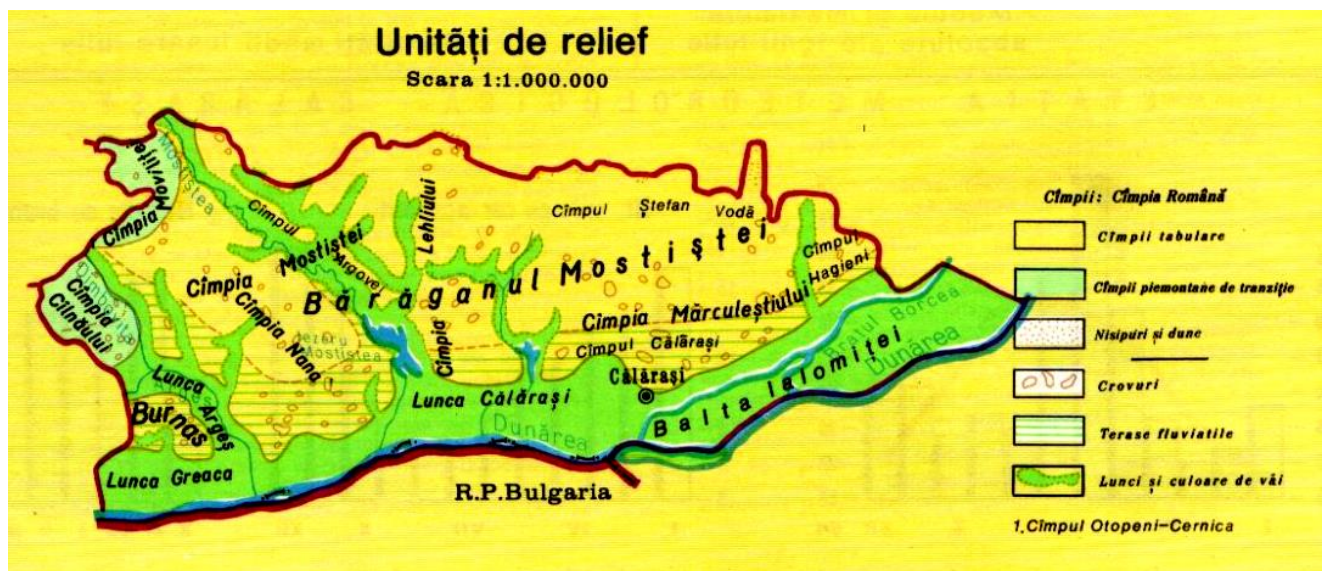 Unități de relief
Scara 1:1.000.000
Cîmpia Moviliței
Mostiștea
Cîmpul Argovei
Lehliului
Cîmpul Ștefan Vodă
Cîmpia Mostiștei
Bărăganul Mostiștei
Cîmpul Hagieni
Cîmpia Cîlnăului
Cîmpia Nana
Mostiștea
Cîmpia
Cîmpia Mărculeștiului
Cîmpul Călărași
Brațul Borcea
Dunărea
Balta Ialomiței
Călărași
Lunca Argeș
Burnas
Lunca Călărași
Dunărea
Lunca Greaca
R.P.Bulgaria
Cîmpii: Cîmpia Română
Cîmpii tabulare
Cîmpii piemontane de tranziție
Nisipuri și dune
Crovuri
Terase fluviatile
Lunci și culoare de văi
1.Cîmpul Otopeni-Cernica